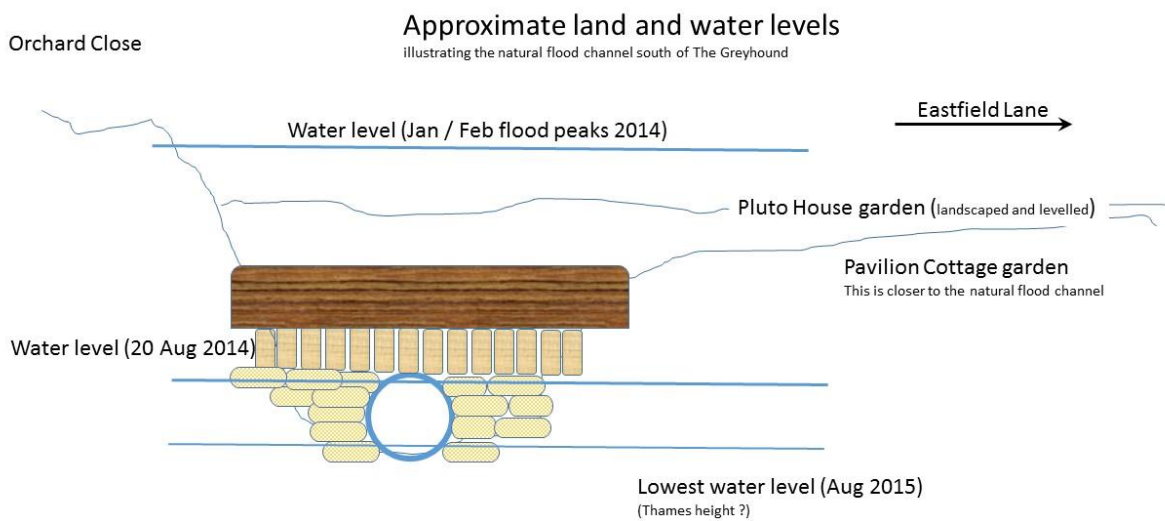 Approximate land and water levels
illustrating the natural flood channel south of The Greyhound
Orchard Close
Eastfield Lane
Water level (Jan / Feb flood peaks 2014)
Pluto House garden (landscaped and levelled)
Pavilion Cottage garden
This is closer to the natural flood channel
Water level (20 Aug 2014)
Lowest water level (Aug 2015)
(Thames height ?)